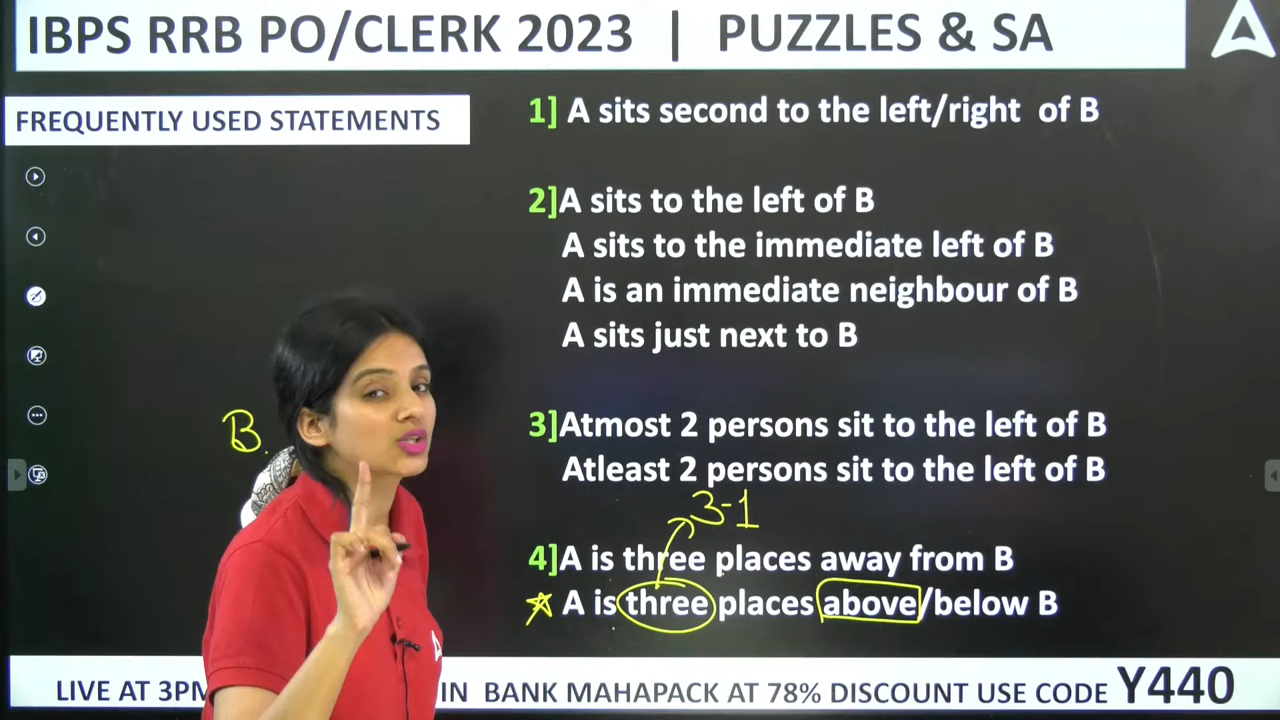 IBPS RRB PO/CLERK 2023 | PUZZLES & SA
FREQUENTLY USED STATEMENTS
1] A sits second to the left/right of B
2]A sits to the left of B
A sits to the immediate left of B
A is an immediate neighbour of B
A sits just next to B
B
3]Atmost 2 persons sit to the left of B
Atleast 2 persons sit to the left of B
3-1
4]A is three places away from B
A is three places above/below B
LIVE AT 3PM IN BANK MAHAPACK AT 78% DISCOUNT USE CODE Y440